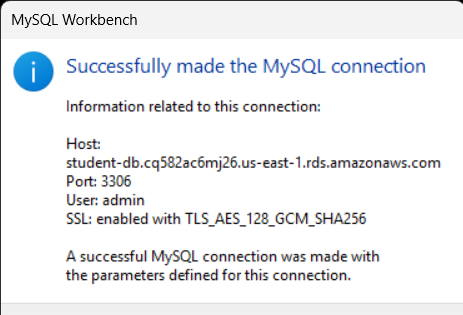 MySQL Workbench
Successfully made the MySQL connection
Information related to this connection:
Host:
student-db.cq582ac6mj26.us-east-1.rds.amazonaws.com
Port: 3306
User: admin
SSL: enabled with TLS_AES_128_GCM_SHA256
A successful MySQL connection was made with
the parameters defined for this connection.